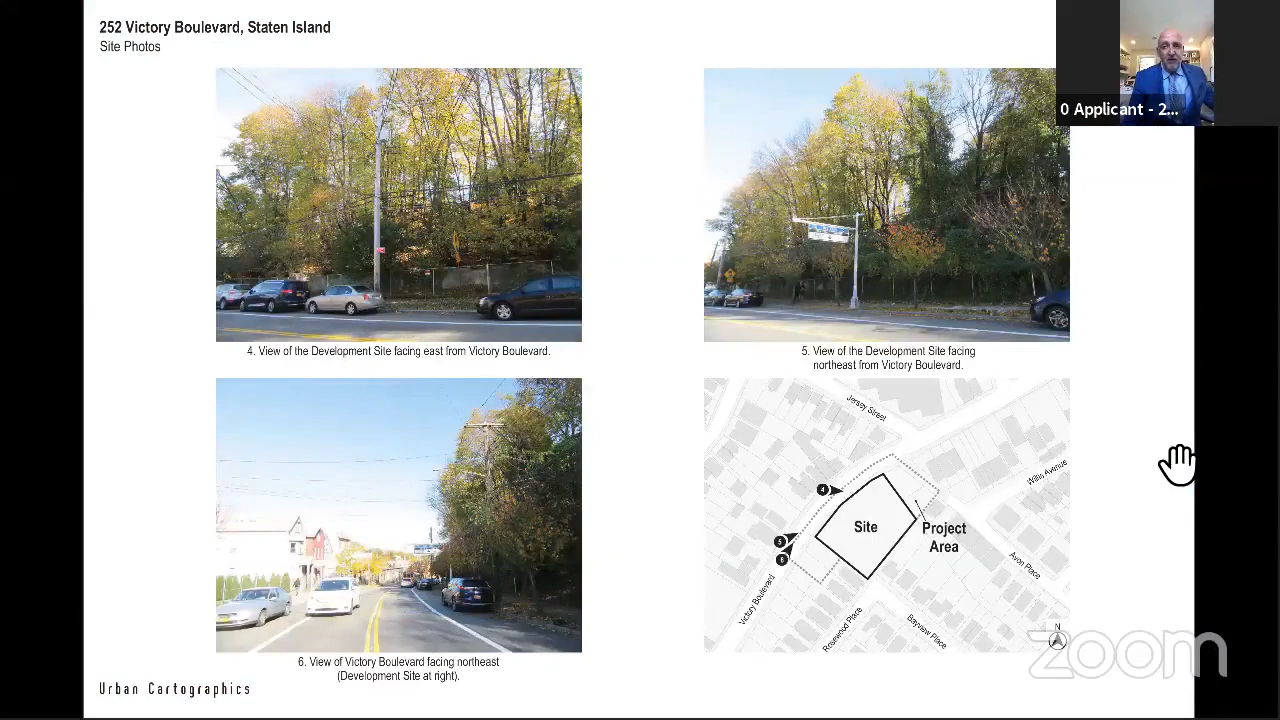 252 Victory Boulevard, Staten Island
Site Photos
0 Applicant - 2...
4. View of the Development Site facing east from Victory Boulevard.
5. View of the Development Site facing
northeast from Victory Boulevard.
Jersey Street
Willis Avenue
4
Site
Project
Area
5
6
Avon Place
Victory Boulevard
Rosewood Place
Bayview Place
N
zoom
6. View of Victory Boulevard facing northeast
(Development Site at right).
Urban Cartographics